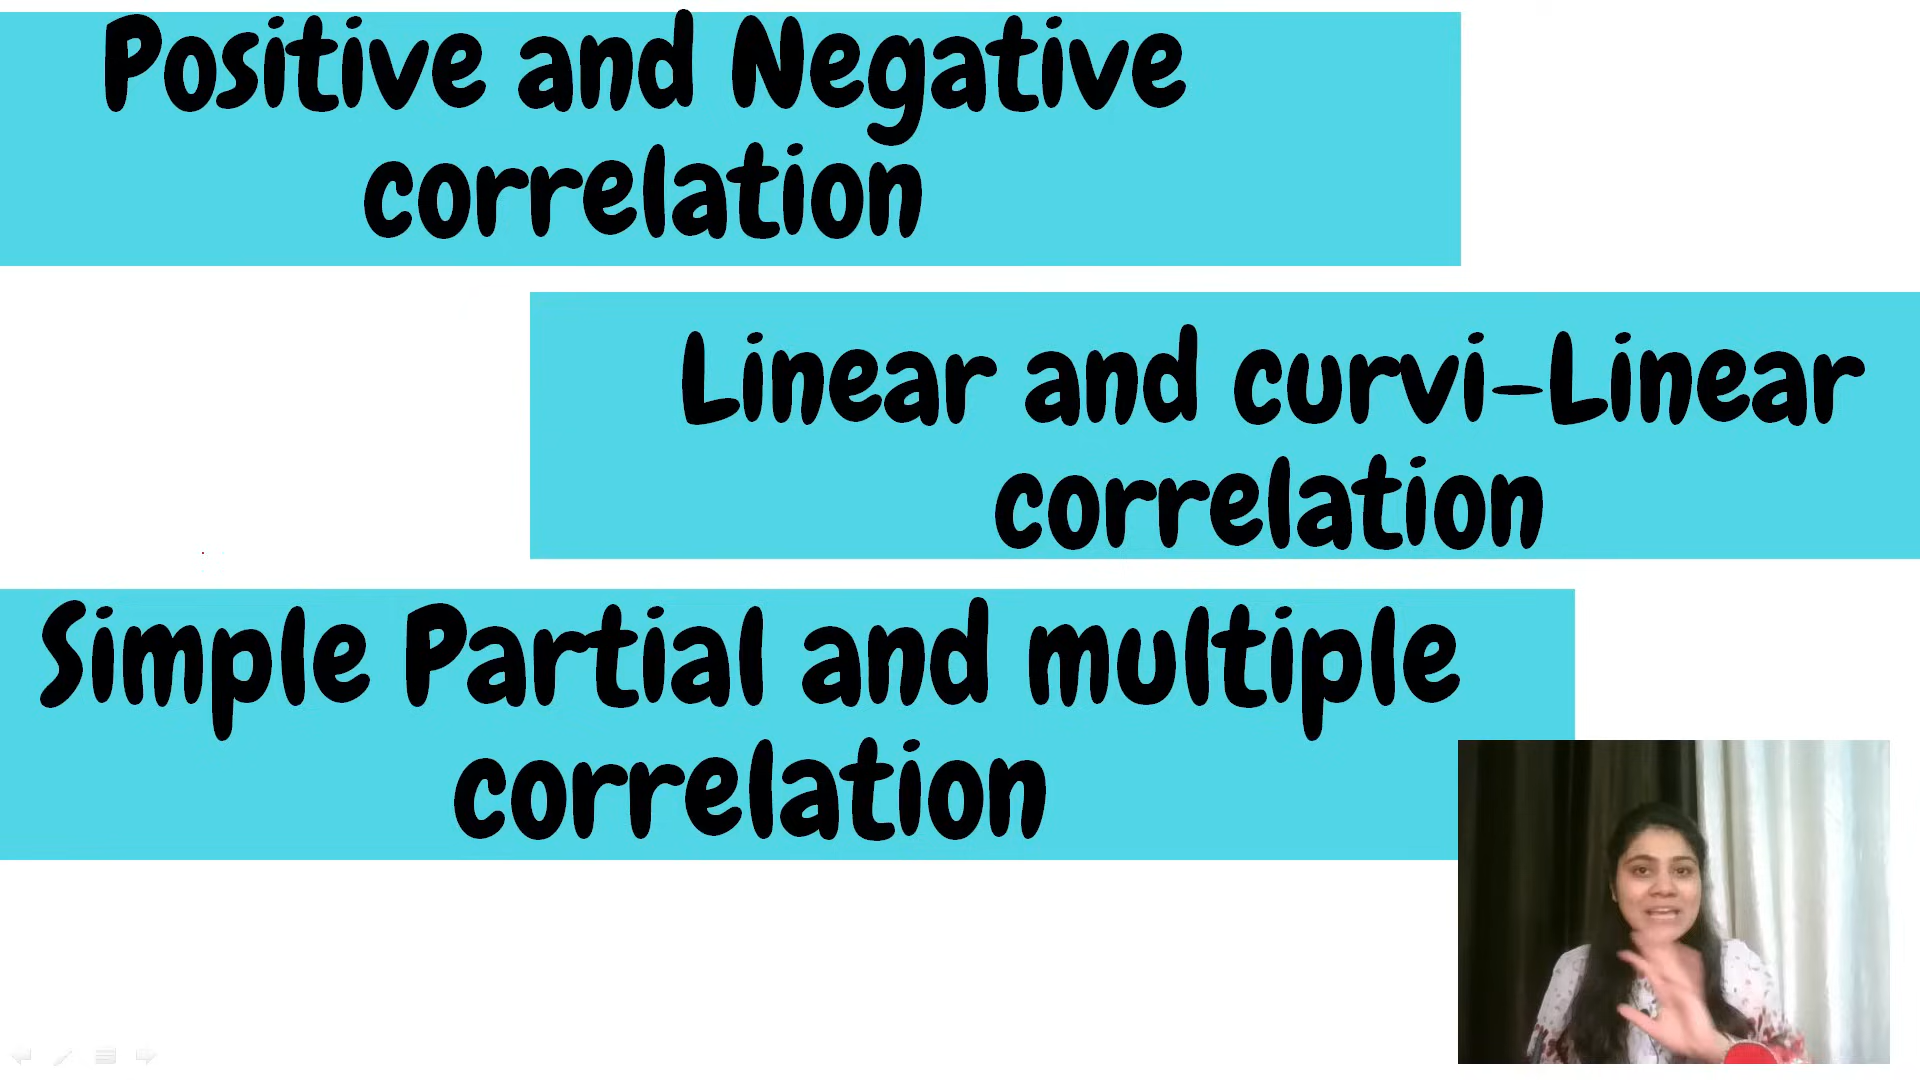 Positive and Negative
correlation
Linear and curvi-Linear
correlation
Simple Partial and multiple
correlation